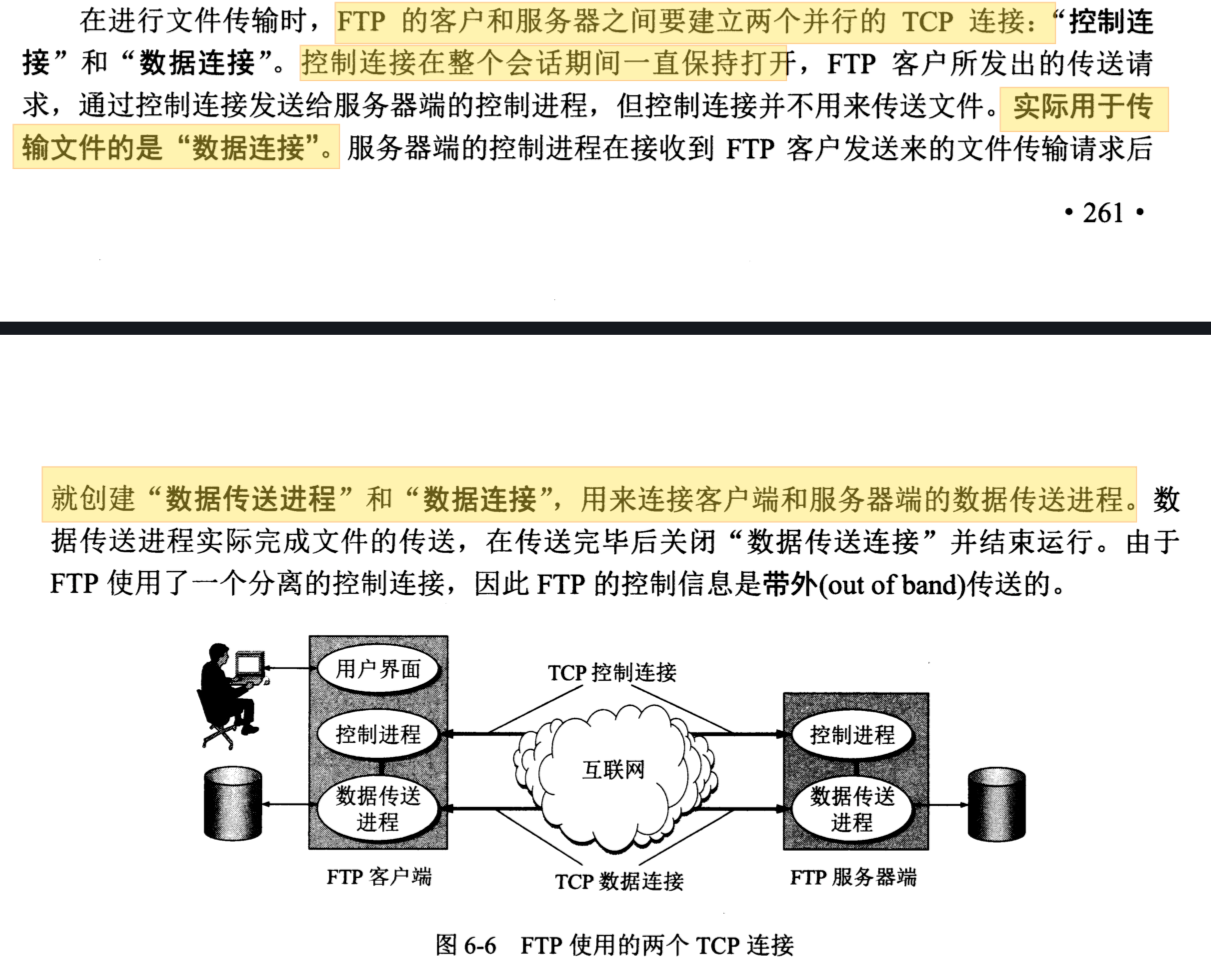 在进行文件传输时，FTP 的客户和服务器之间要建立两个并行的 TCP 连接：“控制连
接”和“数据连接”。控制连接在整个会话期间一直保持打开，FTP 客户所发出的传送请
求，通过控制连接发送给服务器端的控制进程，但控制连接并不用来传送文件。实际用于传
输文件的是“数据连接”。服务器端的控制进程在接收到 FTP 客户发送来的文件传输请求后
• 261 •
就创建“数据传送进程”和“数据连接”，用来连接客户端和服务器端的数据传送进程。数
据传送进程实际完成文件的传送，在传送完毕后关闭“数据传送连接”并结束运行。由于
FTP 使用了一个分离的控制连接，因此 FTP 的控制信息是带外(out of band)传送的。
用户界面
TCP 控制连接
控制进程
互联网
控制进程
数据传送
进程
数据传送
进程
FTP 客户端
TCP 数据连接
FTP 服务器端
图 6-6 FTP 使用的两个 TCP 连接